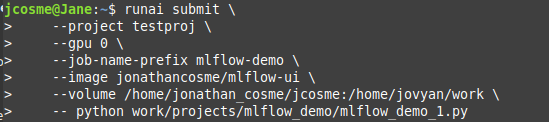 jcosme@Jane:~$ runai submit \
>     --project testproj \
>     --gpu 0 \
>     --job-name-prefix mlflow-demo \
>     --image jonathancosme/mlflow-ui \
>     --volume /home/jonathan_cosme/jcosme:/home/jovyan/work \
>     -- python work/projects/mlflow_demo/mlflow_demo_1.py